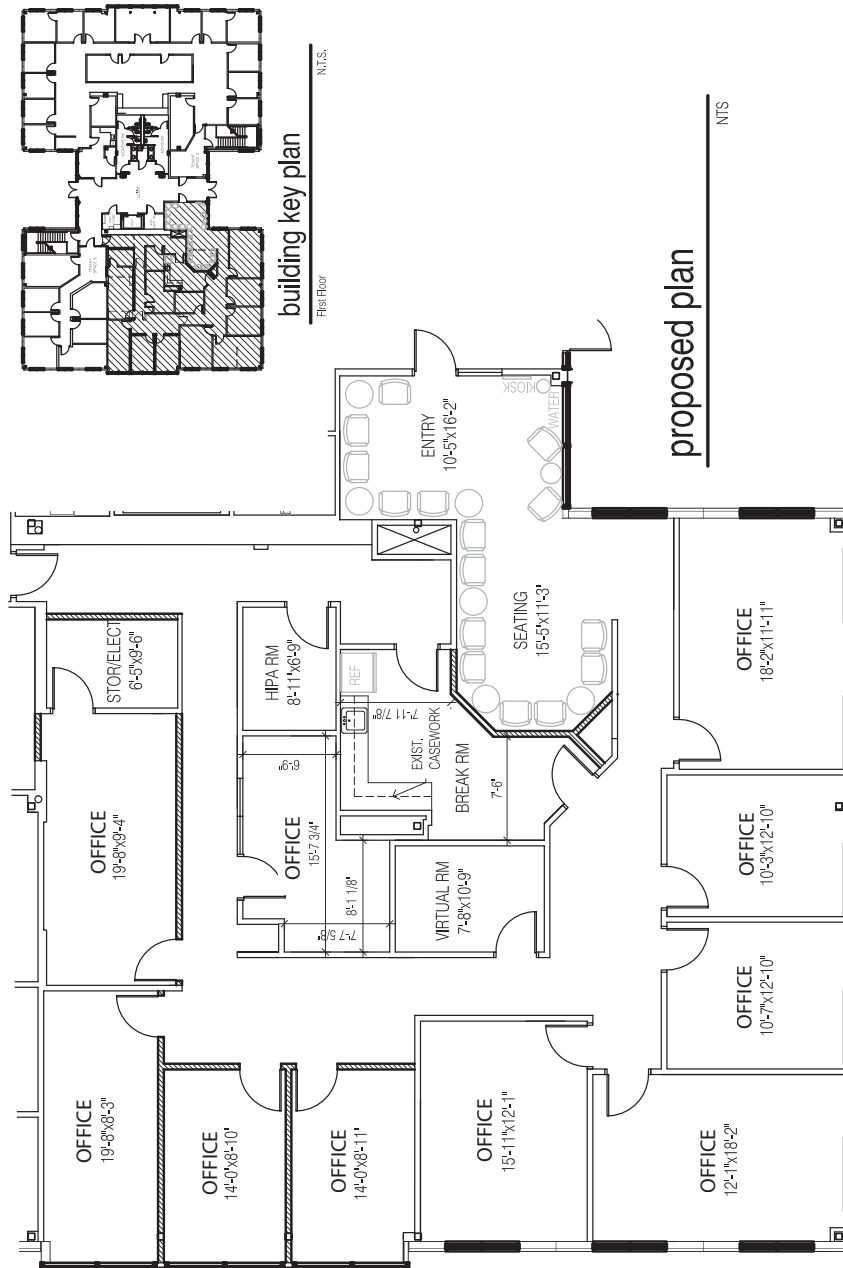 building key plan
First Floor
N.T.S.
proposed plan
NTS
ENTRY
10'-5"x16'-2"
KIOSK
WATER
SEATING
15'-5"x11'-3"
STOR/ELECT
6'-5"x9'-6"
HIPA RM
8'-11"x6'-9"
REF
7'-11 7/8"
EXIST.
CASEWORK
BREAK RM
7'-6"
6'-9"
OFFICE
15'-7 3/4"
8'-1 1/8"
7'-7 5/8"
VIRTUAL RM
7'-8"x10'-9"
OFFICE
19'-8"x9'-4"
OFFICE
19'-8"x8'-3"
OFFICE
14'-0"x8'-10"
OFFICE
14'-0"x8'-11"
OFFICE
15'-11"x12'-1"
OFFICE
12'-1"x18'-2"
OFFICE
10'-7"x12'-10"
OFFICE
10'-3"x12'-10"
OFFICE
18'-2"x11'-11"